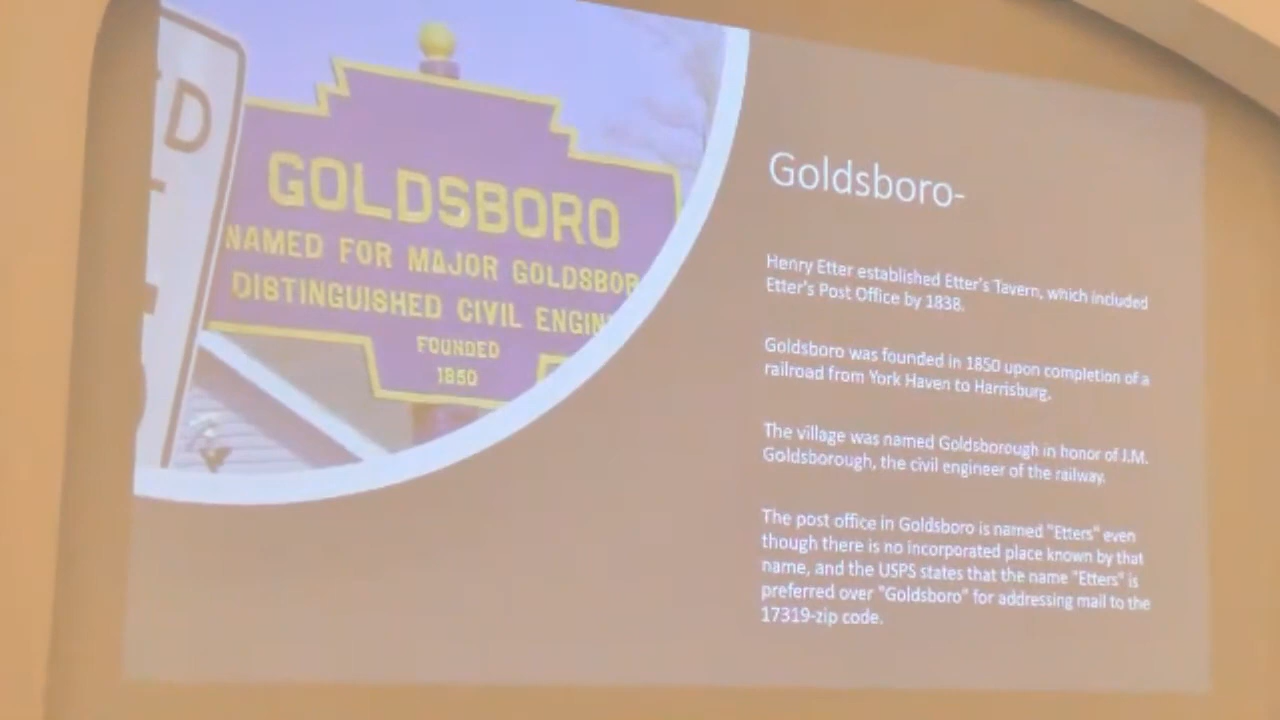 D
GOLDSBORO
NAMED FOR MAJOR GOLDSBOR
DISTINGUISHED CIVIL ENGIN
FOUNDED
1850
Goldsboro-
Henry Etter established Etter's Tavern, which included
Etter's Post Office by 1838.
Goldsboro was founded in 1850 upon completion of a
railroad from York Haven to Harrisburg.
The village was named Goldsborough in honor of J.M.
Goldsborough, the civil engineer of the railway.
The post office in Goldsboro is named "Etters" even
though there is no incorporated place known by that
name, and the USPS states that the name "Etters" is
preferred over "Goldsboro" for addressing mail to the
17319-zip code.